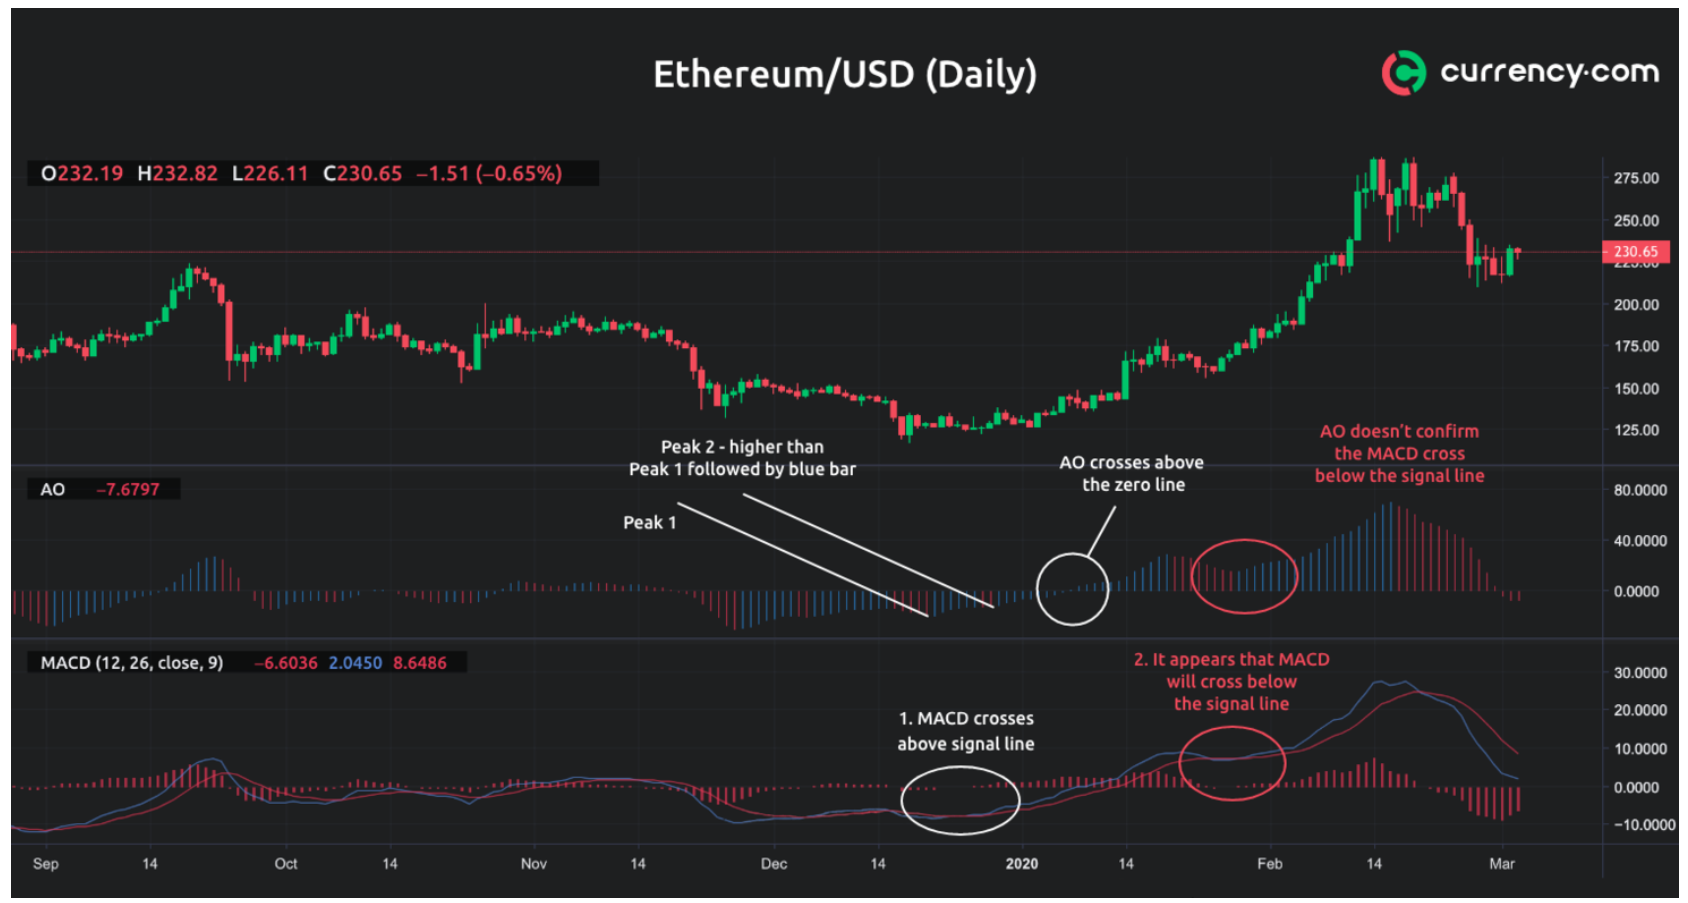 Ethereum/USD (Daily)
currency.com
O232.19 H232.82 L226.11 C230.65 −1.51 (−0.65%)
275.00
250.00
230.65
225.00
200.00
175.00
150.00
125.00
Peak 2 - higher than
Peak 1 followed by blue bar
Peak 1
AO crosses above
the zero line
AO doesn’t confirm
the MACD cross
below the signal line
AO −7.6797
80.0000
40.0000
0.0000
MACD (12, 26, close, 9) −6.6036 2.0450 8.6486
1. MACD crosses
above signal line
2. It appears that MACD
will cross below
the signal line
30.0000
20.0000
10.0000
0.0000
−10.0000
Sep 14 Oct 14 Nov 14 Dec 14 2020 14 Feb 14 Mar